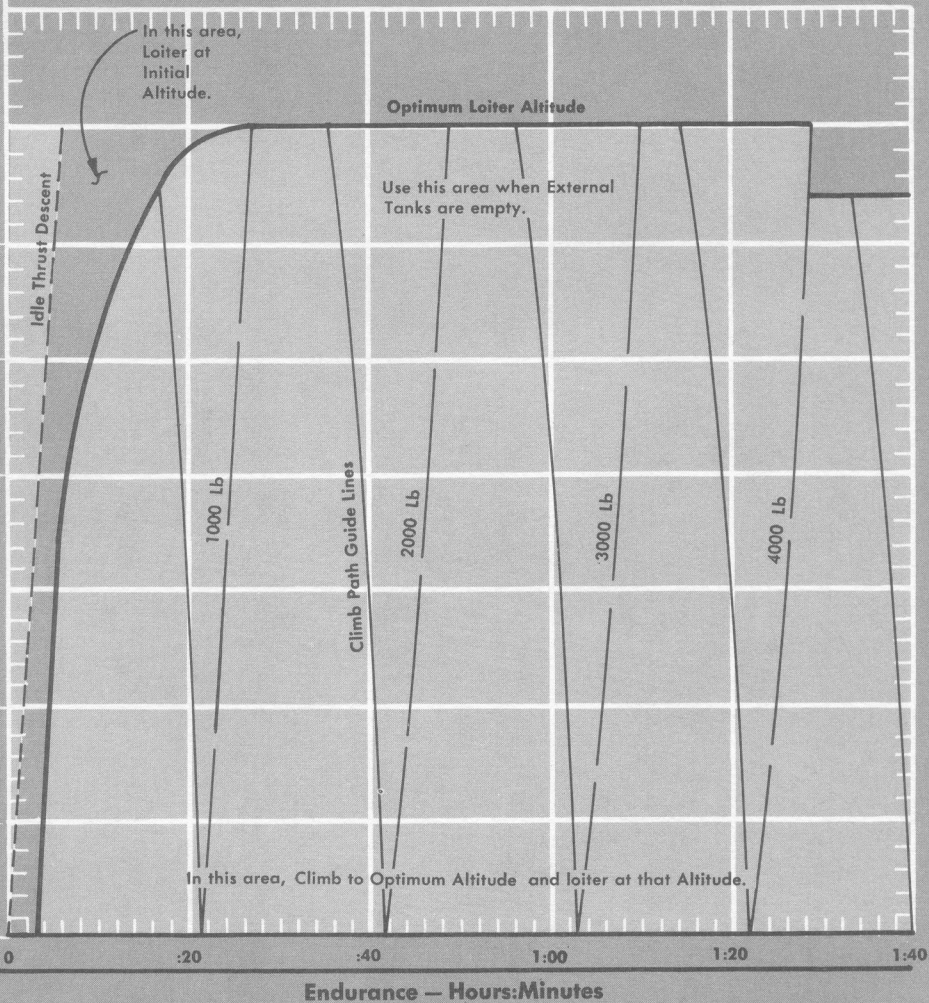 In this area,
Loiter at
Initial
Altitude.
Optimum Loiter Altitude
Use this area when External
Tanks are empty.
Idle Thrust Descent
1000 Lb
Climb Path Guide Lines
2000 Lb
3000 Lb
4000 Lb
In this area, Climb to Optimum Altitude and loiter at that Altitude.
0 :20 :40 1:00 1:20 1:40
Endurance — Hours:Minutes